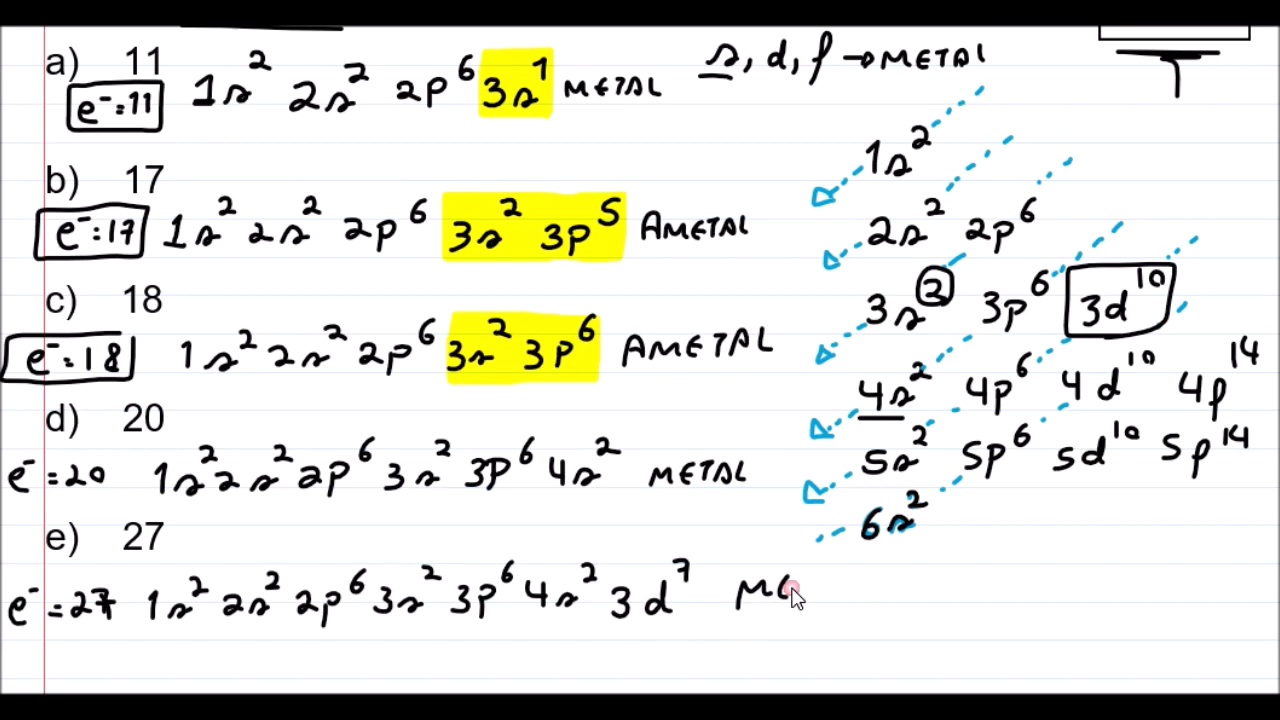 a) 11
e⁻:11 1s² 2s² 2p⁶ 3s¹ METAL
b) 17
e⁻:17 1s² 2s² 2p⁶ 3s² 3p⁵ AMETAL
c) 18
e⁻:18 1s² 2s² 2p⁶ 3s² 3p⁶ AMETAL
d) 20
e⁻=20 1s² 2s² 2p⁶ 3s² 3p⁶ 4s² METAL
e) 27
e⁻=27 1s² 2s² 2p⁶ 3s² 3p⁶ 4s² 3d⁷ ME
s, d, f → METAL
1s²
2s² 2p⁶
3s² 3p⁶ 3d¹⁰
4s² 4p⁶ 4d¹⁰ 4f¹⁴
5s² 5p⁶ 5d¹⁰ 5f¹⁴
6s²